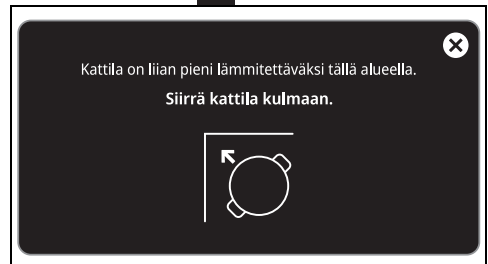 Kattila on liian pieni lämmitettäväksi tällä alueella.
Siirrä kattila kulmaan.